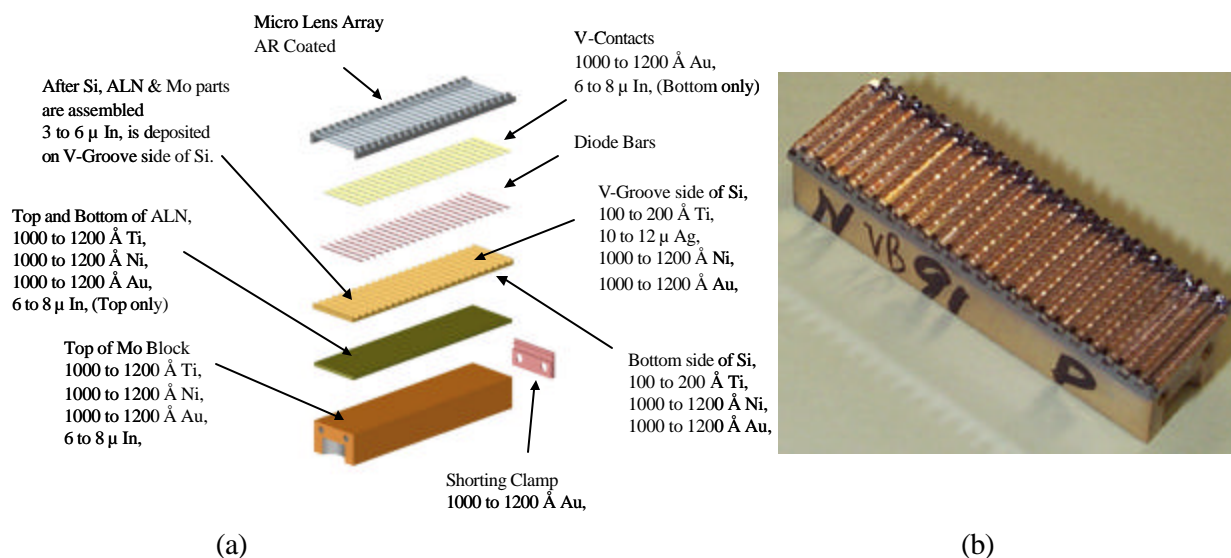 Micro Lens Array
AR Coated
V-Contacts
1000 to 1200 Å Au,
6 to 8 µ In, (Bottom only)
After Si, ALN & Mo parts
are assembled
3 to 6 µ In, is deposited
on V-Groove side of Si.
Diode Bars
V-Groove side of Si,
100 to 200 Å Ti,
10 to 12 µ Ag,
1000 to 1200 Å Ni,
1000 to 1200 Å Au,
Top and Bottom of ALN,
1000 to 1200 Å Ti,
1000 to 1200 Å Ni,
1000 to 1200 Å Au,
6 to 8 µ In, (Top only)
Top of Mo Block
1000 to 1200 Å Ti,
1000 to 1200 Å Ni,
1000 to 1200 Å Au,
6 to 8 µ In,
Bottom side of Si,
100 to 200 Å Ti,
1000 to 1200 Å Ni,
1000 to 1200 Å Au,
Shorting Clamp
1000 to 1200 Å Au,
N VB 91 P
(a)
(b)